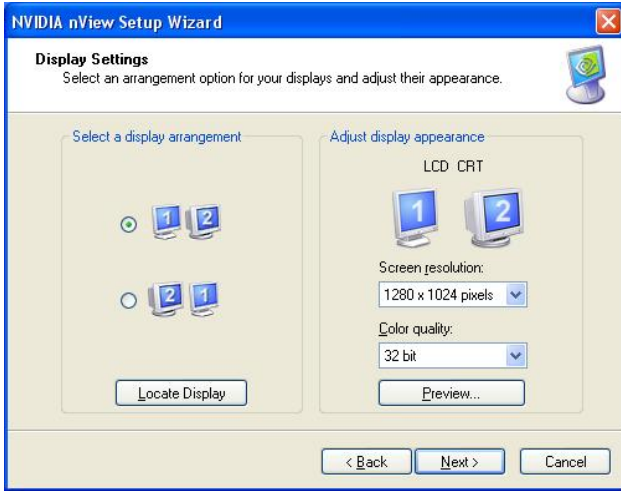 NVIDIA nView Setup Wizard
Display Settings
Select an arrangement option for your displays and adjust their appearance.
Select a display arrangement
1 2
2 1
Locate Display
Adjust display appearance
LCD CRT
1 2
Screen resolution:
1280 x 1024 pixels
Color quality:
32 bit
Preview...
< Back Next > Cancel